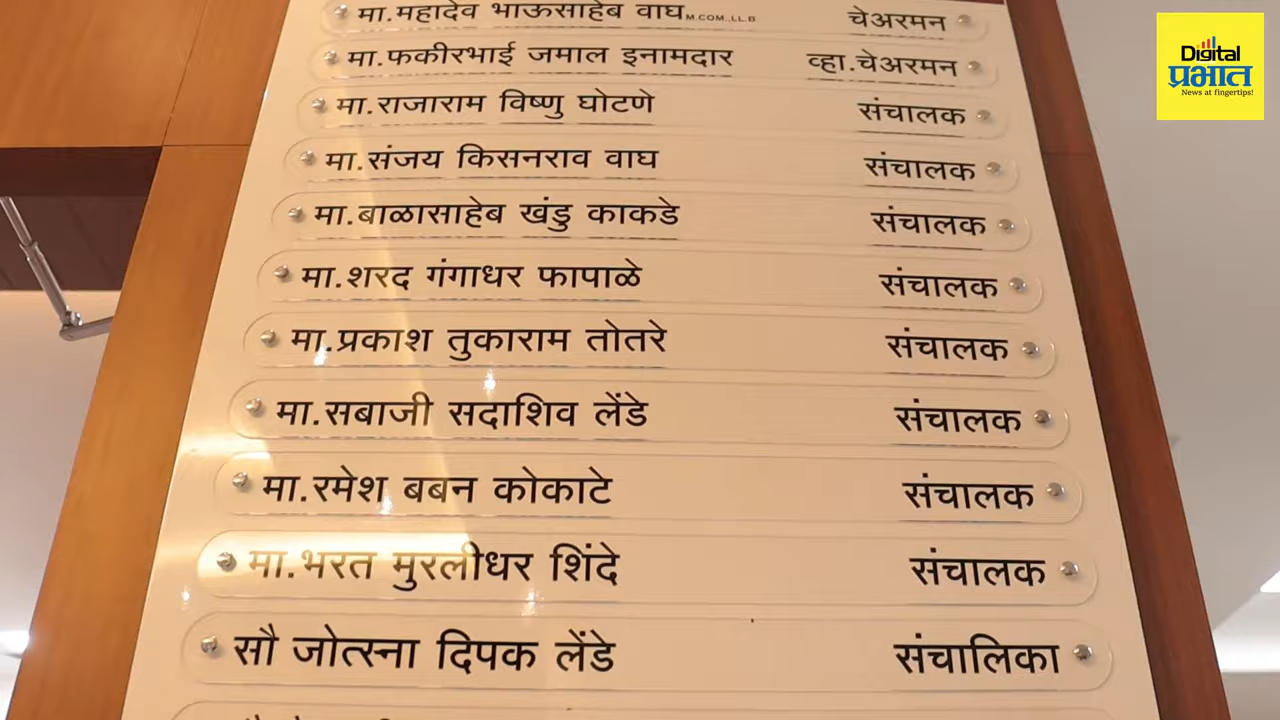 मा.महादेव भाऊसाहेब वाघ M.COM.,LL.B चेअरमन
मा.फकीरभाई जमाल इनामदार व्हा.चेअरमन
मा.राजाराम विष्णु घोटणे संचालक
मा.संजय किसनराव वाघ संचालक
मा.बाळासाहेब खंडु काकडे संचालक
मा.शरद गंगाधर फापाळे संचालक
मा.प्रकाश तुकाराम तोतरे संचालक
मा.सबाजी सदाशिव लेंडे संचालक
मा.रमेश बबन कोकाटे संचालक
मा.भरत मुरलीधर शिंदे संचालक
सौ जोत्स्ना दिपक लेंडे संचालिका
Digital
प्रभात
News at fingertips!